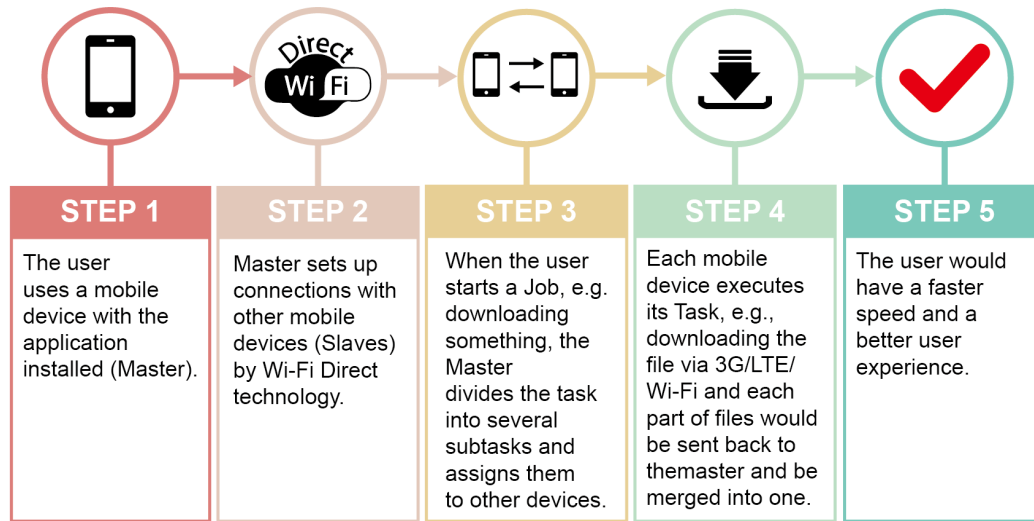 Direct
Wi Fi
STEP 1
The user
uses a mobile
device with the
application
installed (Master).
STEP 2
Master sets up
connections with
other mobile
devices (Slaves)
by Wi-Fi Direct
technology.
STEP 3
When the user
starts a Job, e.g.
downloading
something, the
Master
divides the task
into several
subtasks and
assigns them
to other devices.
STEP 4
Each mobile
device executes
its Task, e.g.,
downloading the
file via 3G/LTE/
Wi-Fi and each
part of files would
be sent back to
themaster and be
merged into one.
STEP 5
The user would
have a faster
speed and a
better user
experience.